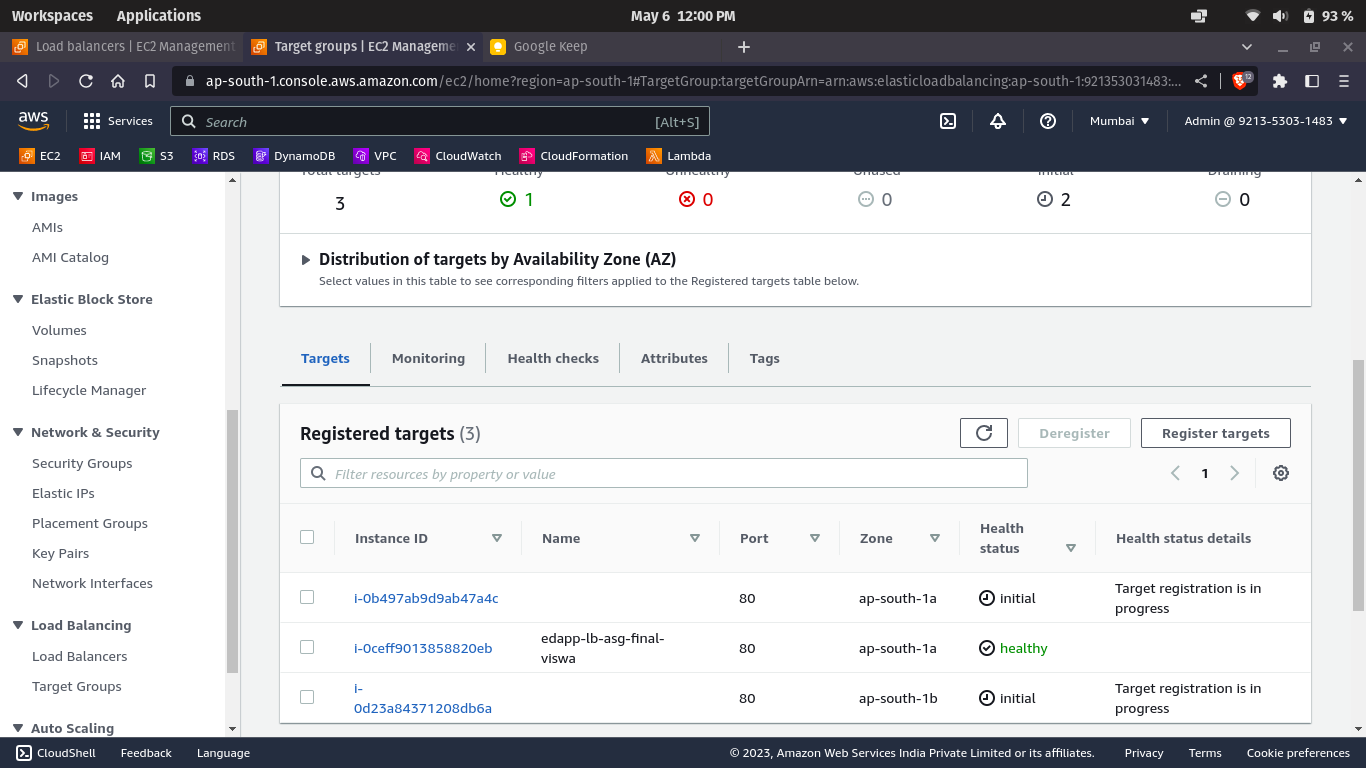 Workspaces Applications May 6 12:00 PM 93 %
Load balancers | EC2 Management Target groups | EC2 Manageme Google Keep
ap-south-1.console.aws.amazon.com/ec2/home?region=ap-south-1#TargetGroup:targetGroupArn=arn:aws:elasticloadbalancing:ap-south-1:921353031483:... 12
aws Services Search [Alt+S] Mumbai Admin @ 9213-5303-1483
EC2 IAM S3 RDS DynamoDB VPC CloudWatch CloudFormation Lambda
Images
AMIs
AMI Catalog
Elastic Block Store
Volumes
Snapshots
Lifecycle Manager
Network & Security
Security Groups
Elastic IPs
Placement Groups
Key Pairs
Network Interfaces
Load Balancing
Load Balancers
Target Groups
Auto Scaling
Total targets Healthy Unhealthy Unused Initial Draining
3 1 0 0 2 0
Distribution of targets by Availability Zone (AZ)
Select values in this table to see corresponding filters applied to the Registered targets table below.
Targets Monitoring Health checks Attributes Tags
Registered targets (3) Deregister Register targets
Filter resources by property or value 1
Instance ID Name Port Zone Health status Health status details
i-0b497ab9d9ab47a4c 80 ap-south-1a initial Target registration is in
progress
i-0ceff9013858820eb edapp-lb-asg-final-
viswa 80 ap-south-1a healthy
i-
0d23a84371208db6a 80 ap-south-1b initial Target registration is in
progress
CloudShell Feedback Language © 2023, Amazon Web Services India Private Limited or its affiliates. Privacy Terms Cookie preferences